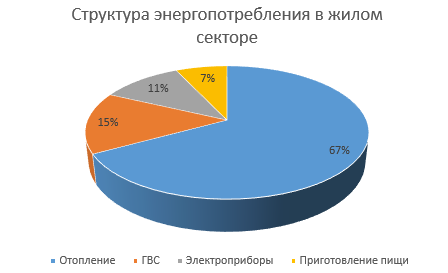 Структура энергопотребления в жилом
секторе
7%
11%
15%
67%
Отопление ГВС Электроприборы Приготовление пищи